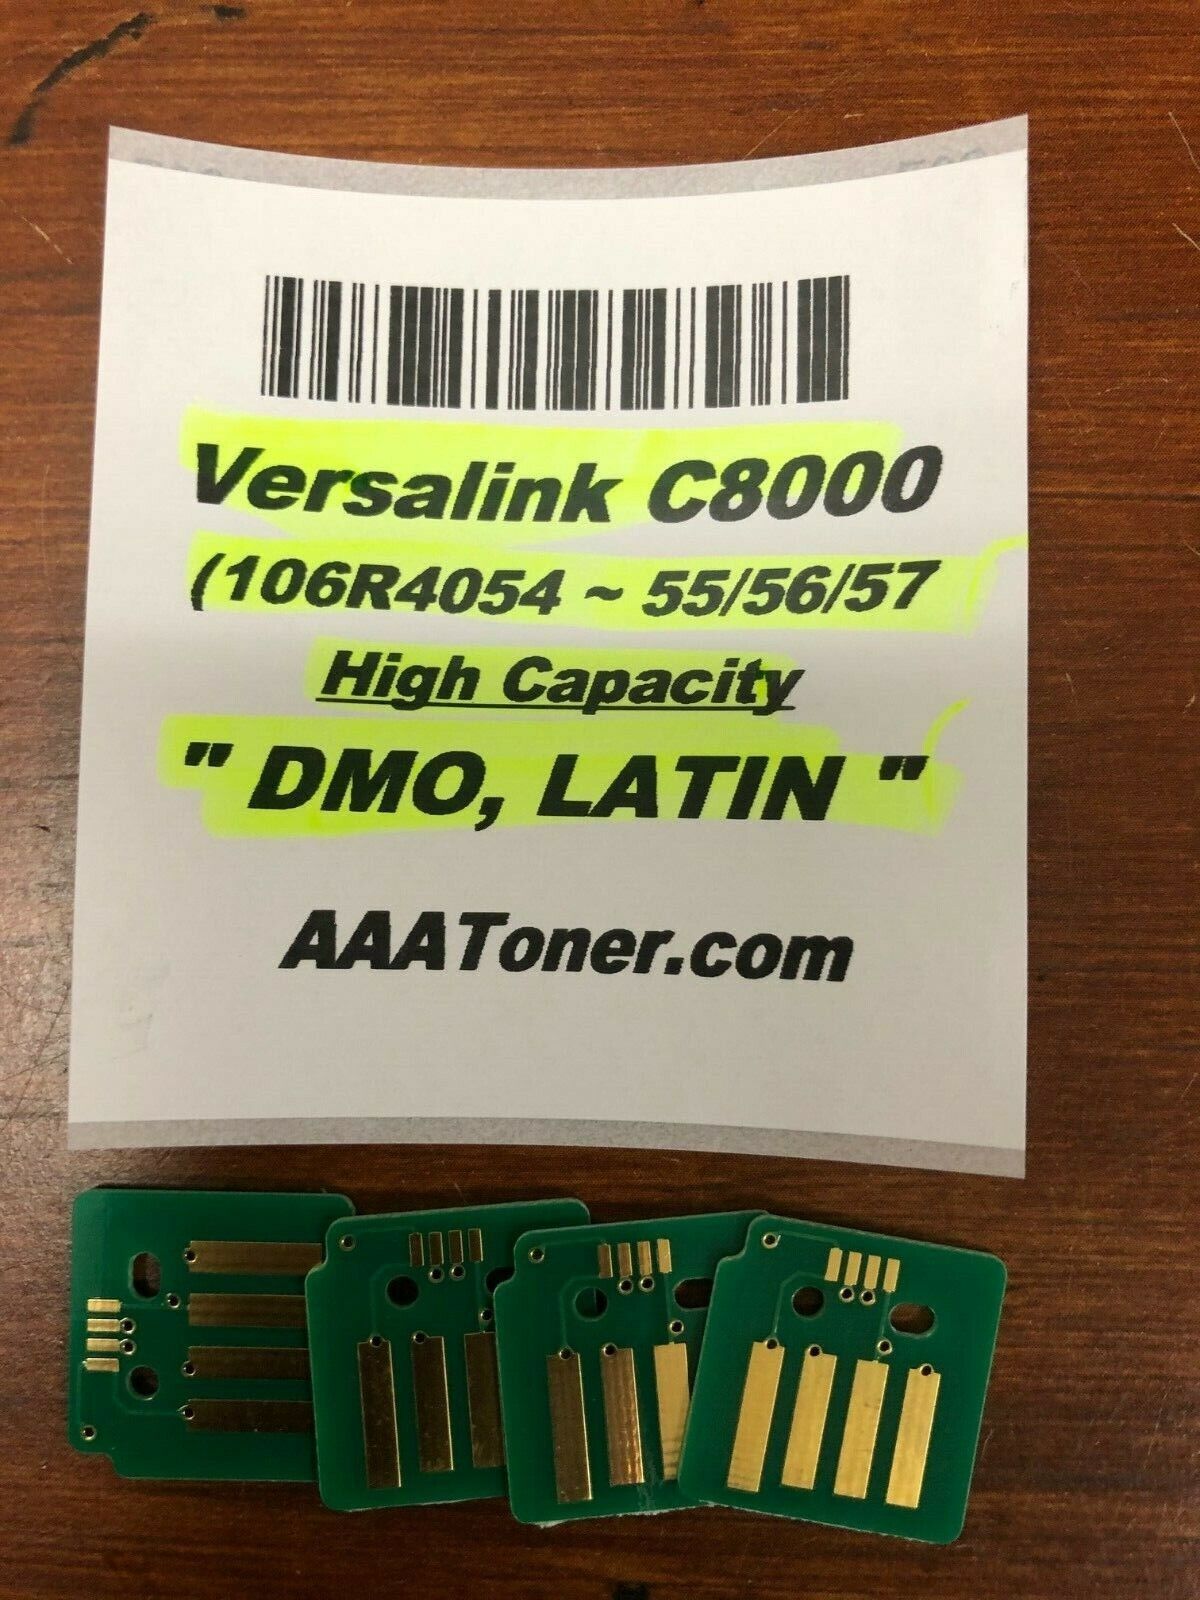 Versalink C8000
(106R4054 ~ 55/56/57
High Capacity
" DMO, LATIN "
AAAToner.com